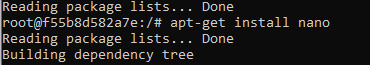 Reading package lists... Done
root@f55b8d582a7e:/# apt-get install nano
Reading package lists... Done
Building dependency tree